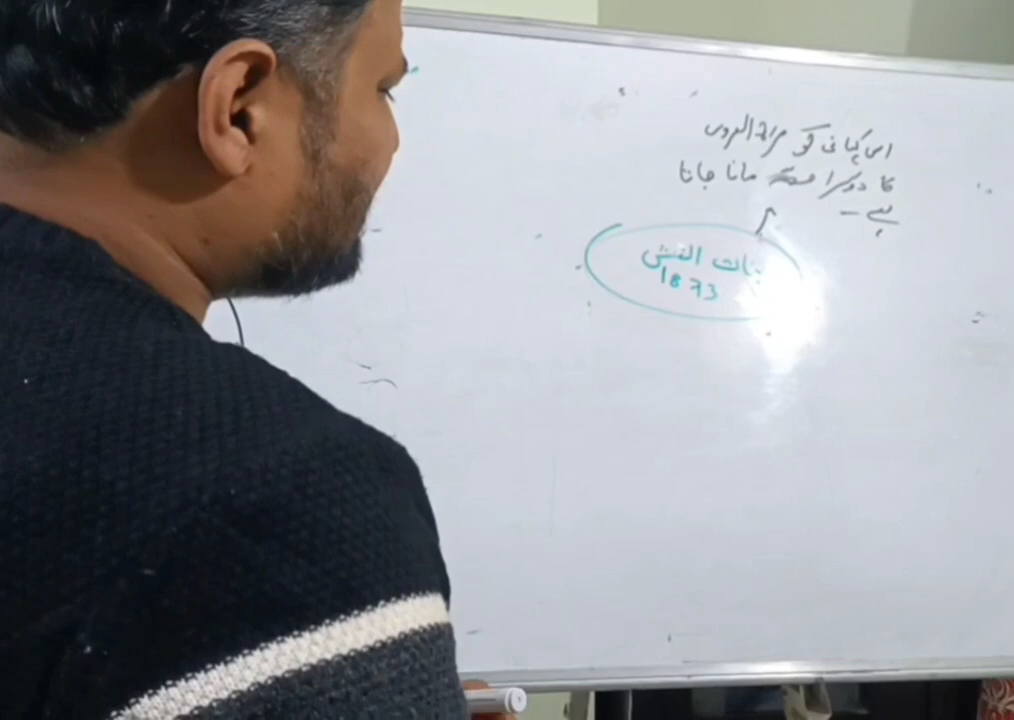 اس کہانی کو مراۃ العروس
کا دوسرا حصہ مانا جاتا
ہے ـ
بنات النعش
1873